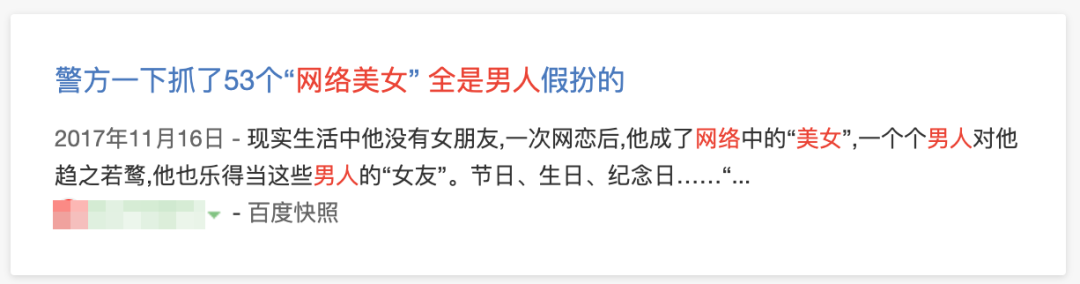 警方一下抓了53个“网络美女” 全是男人假扮的
2017年11月16日 - 现实生活中他没有女朋友,一次网恋后,他成了网络中的“美女”,一个个男人对他
趋之若鹜,他也乐得当这些男人的“女友”。节日、生日、纪念日……“...
- 百度快照